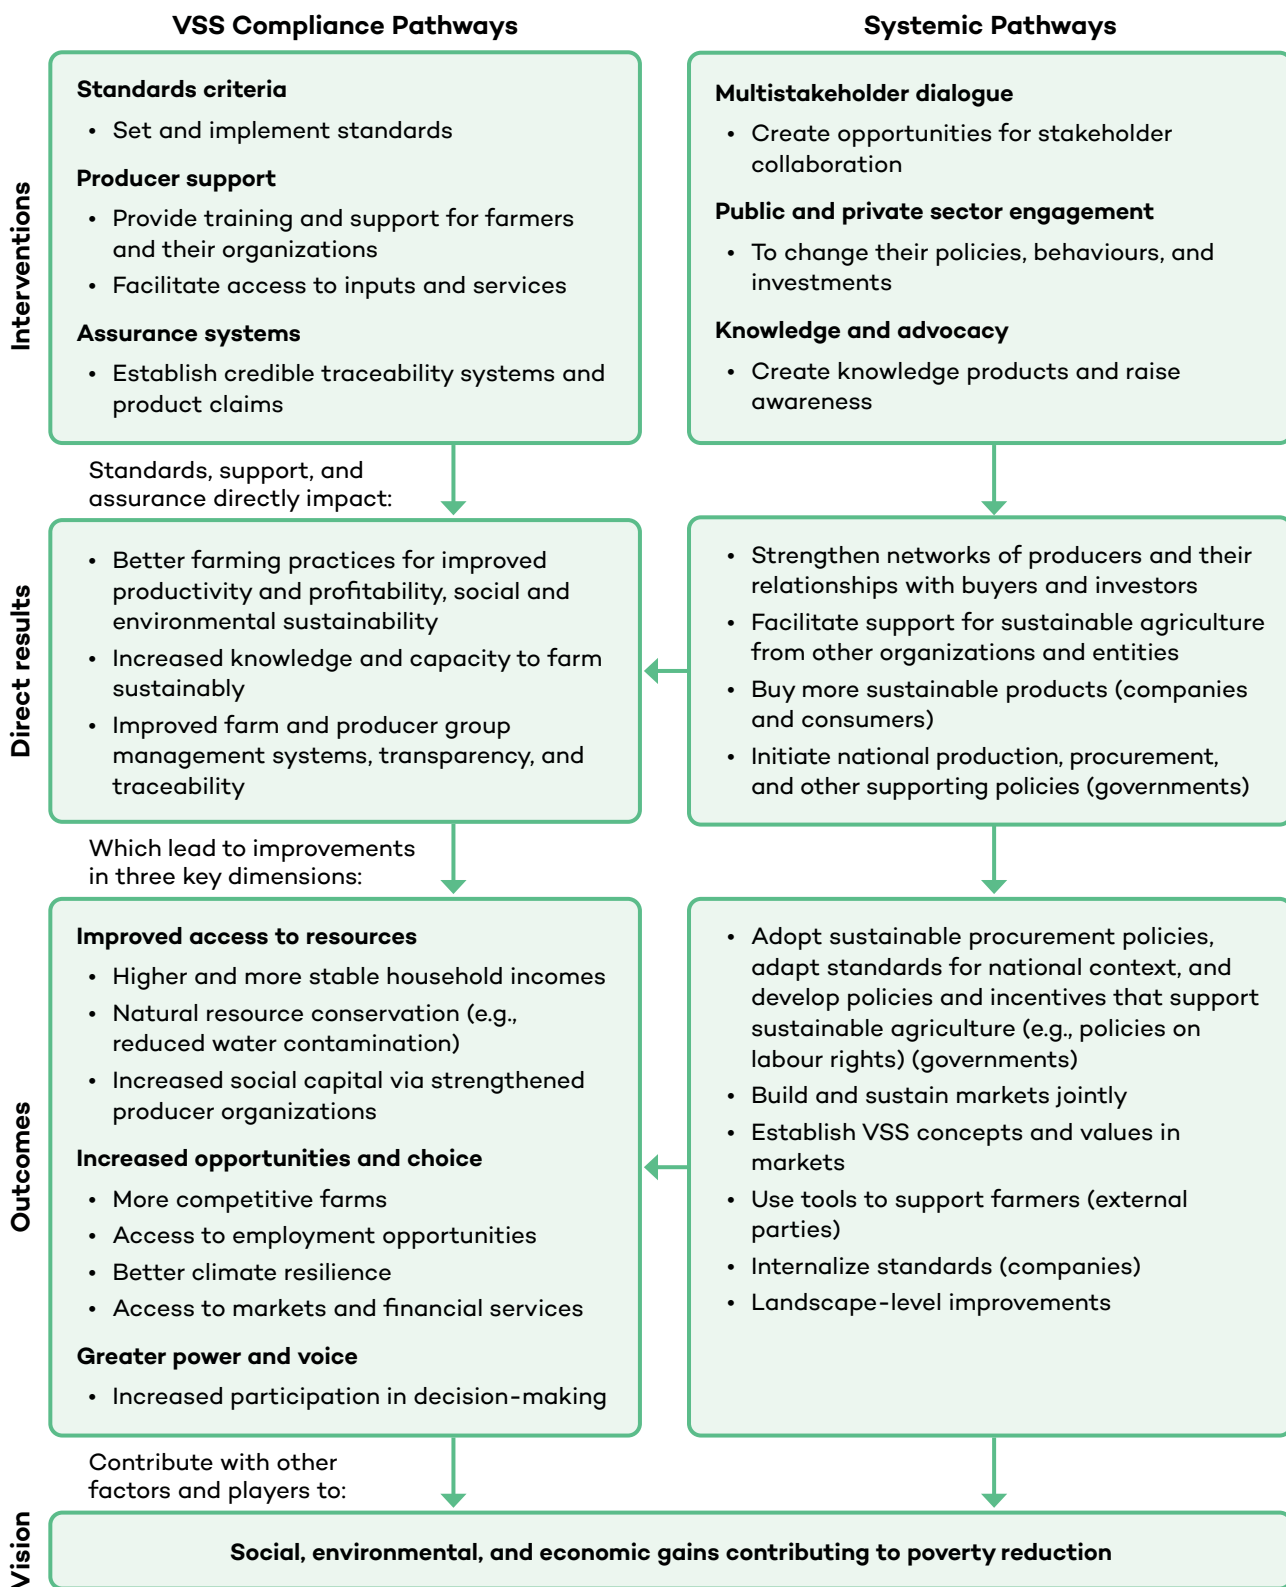 VSS Compliance Pathways
Systemic Pathways
Interventions
Standards criteria
• Set and implement standards
Producer support
• Provide training and support for farmers
and their organizations
• Facilitate access to inputs and services
Assurance systems
• Establish credible traceability systems and
product claims
Multistakeholder dialogue
• Create opportunities for stakeholder
collaboration
Public and private sector engagement
• To change their policies, behaviours, and
investments
Knowledge and advocacy
• Create knowledge products and raise
awareness
Standards, support, and
assurance directly impact:
Direct results
• Better farming practices for improved
productivity and profitability, social and
environmental sustainability
• Increased knowledge and capacity to farm
sustainably
• Improved farm and producer group
management systems, transparency, and
traceability
• Strengthen networks of producers and their
relationships with buyers and investors
• Facilitate support for sustainable agriculture
from other organizations and entities
• Buy more sustainable products (companies
and consumers)
• Initiate national production, procurement,
and other supporting policies (governments)
Which lead to improvements
in three key dimensions:
Outcomes
Improved access to resources
• Higher and more stable household incomes
• Natural resource conservation (e.g.,
reduced water contamination)
• Increased social capital via strengthened
producer organizations
Increased opportunities and choice
• More competitive farms
• Access to employment opportunities
• Better climate resilience
• Access to markets and financial services
Greater power and voice
• Increased participation in decision-making
• Adopt sustainable procurement policies,
adapt standards for national context, and
develop policies and incentives that support
sustainable agriculture (e.g., policies on
labour rights) (governments)
• Build and sustain markets jointly
• Establish VSS concepts and values in
markets
• Use tools to support farmers (external
parties)
• Internalize standards (companies)
• Landscape-level improvements
Contribute with other
factors and players to:
Vision
Social, environmental, and economic gains contributing to poverty reduction